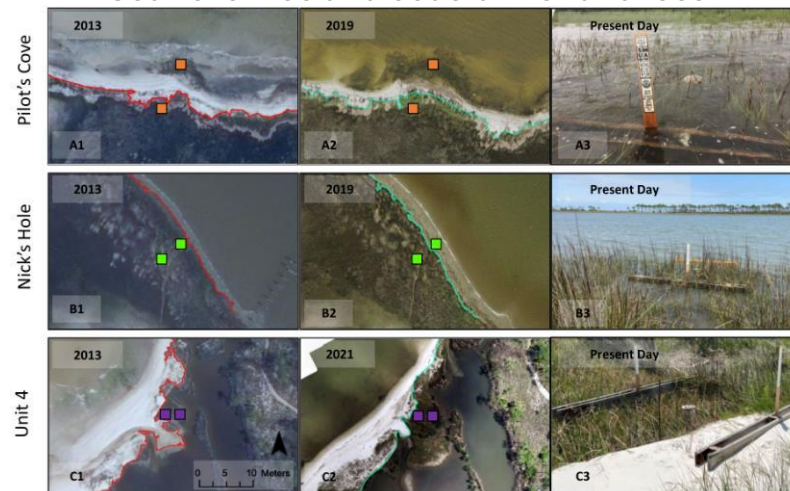 2013
2019
Present Day
Pilot's Cove
A1
A2
A3
2013
2019
Present Day
Nick's Hole
B1
B2
B3
2013
2021
Present Day
Unit 4
0 5 10 Meters
C1
C2
C3